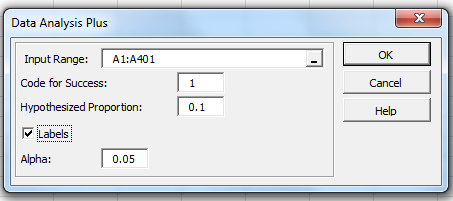 Data Analysis Plus
Input Range: A1:A401
OK
Code for Success: 1
Cancel
Hypothesized Proportion: 0.1
Help
Labels
Alpha: 0.05